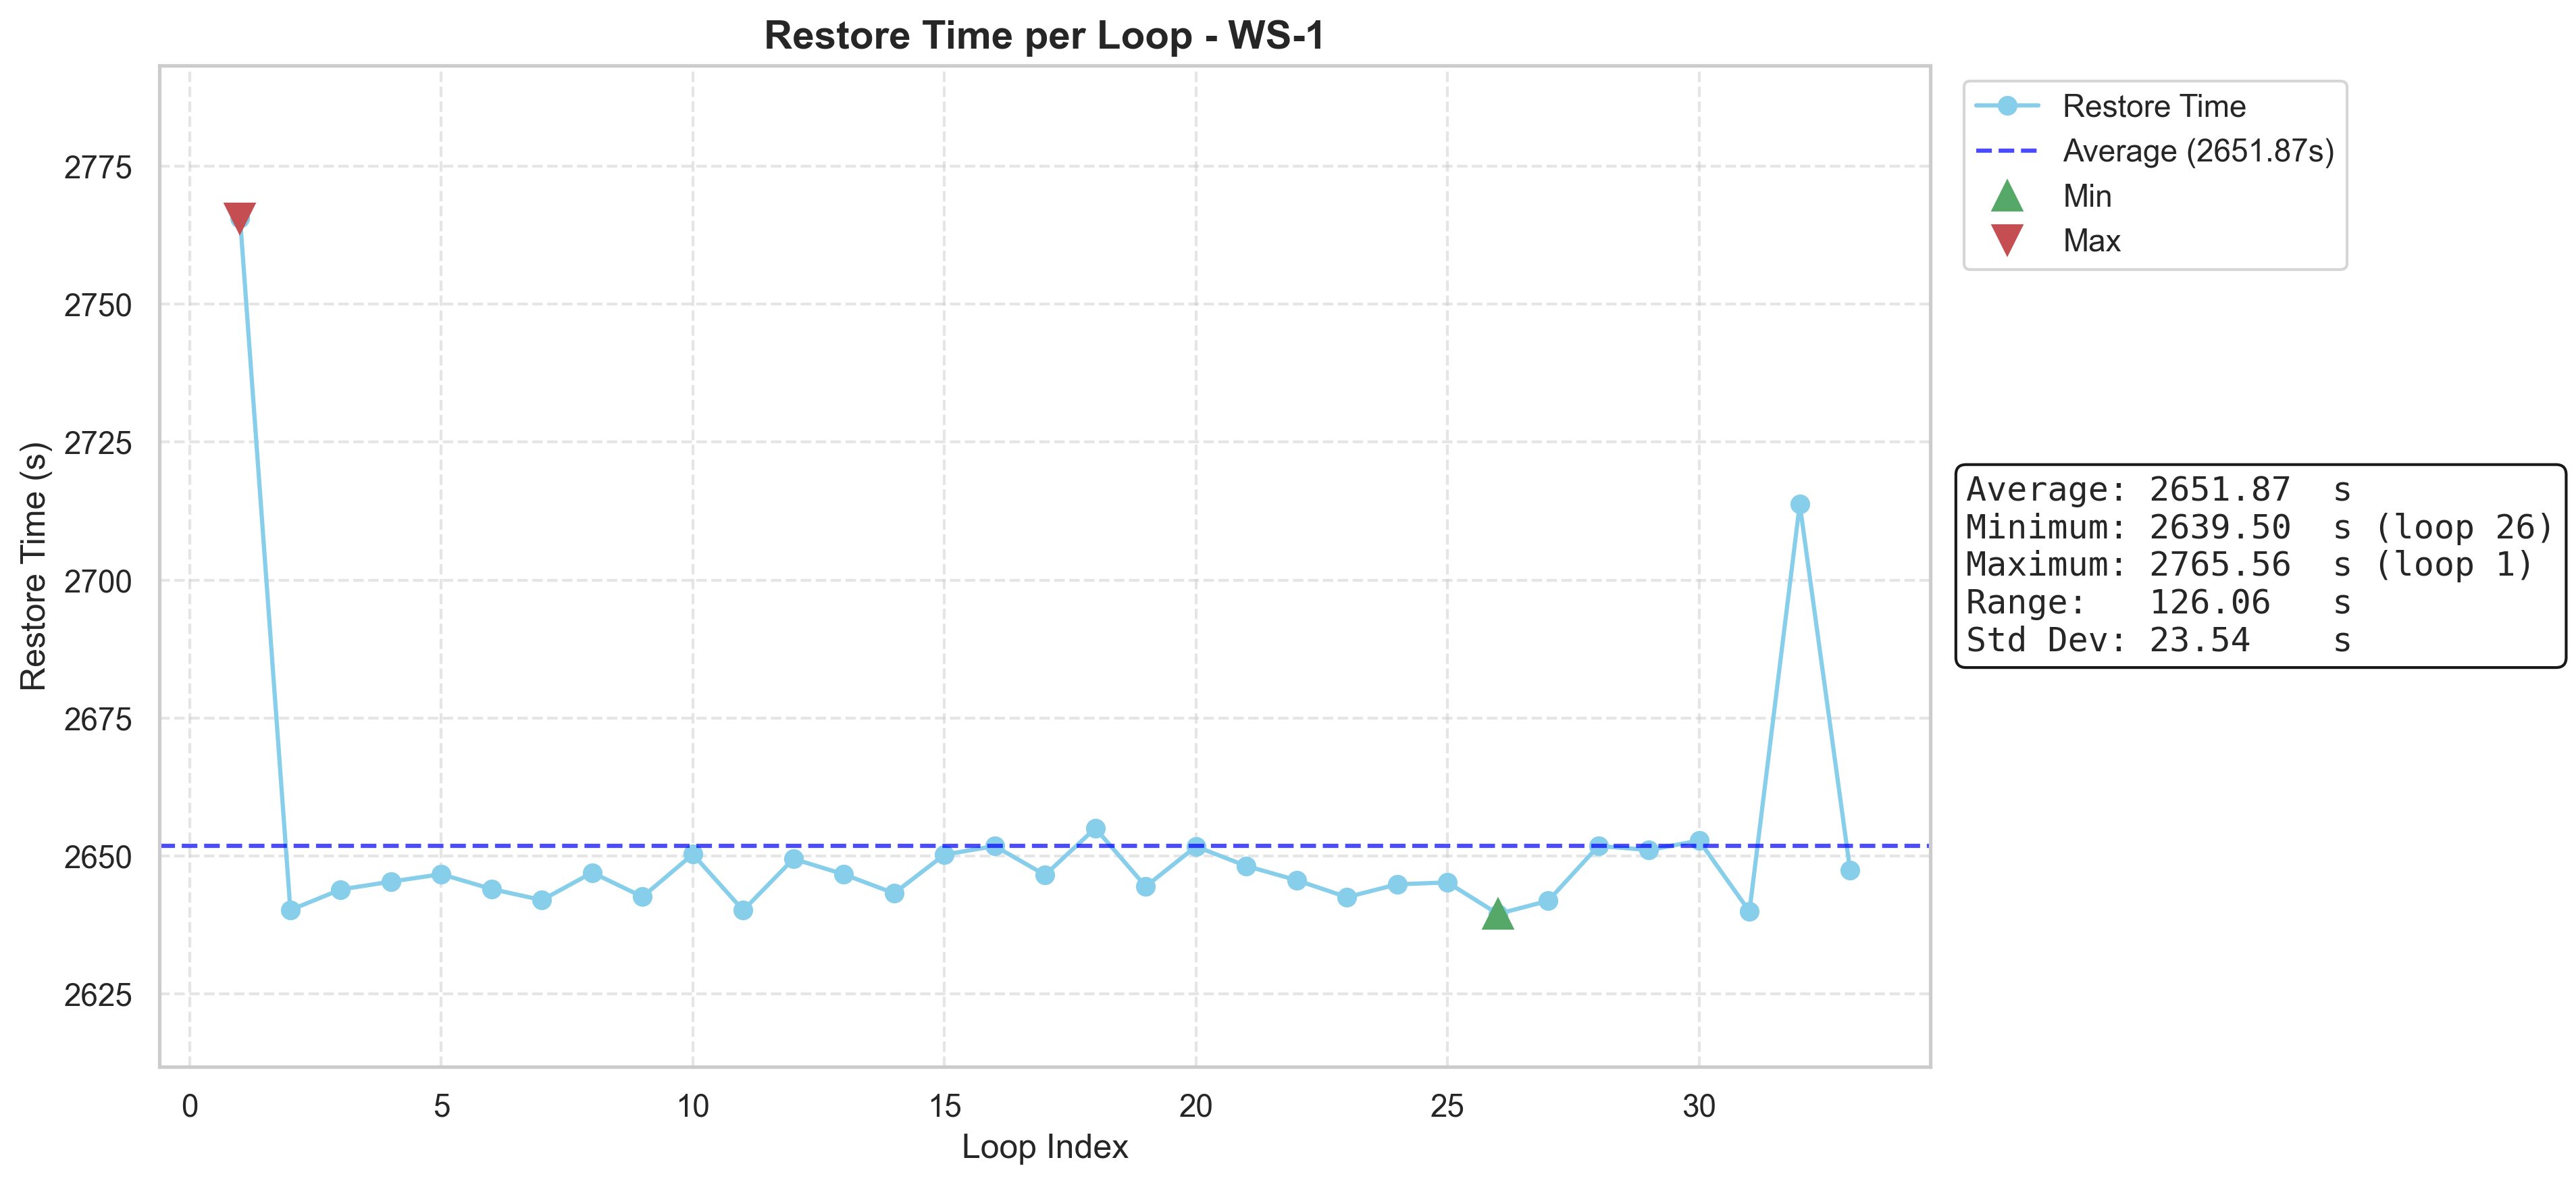 Restore Time per Loop - WS-1
Restore Time (s)
2775
2750
2725
2700
2675
2650
2625
0 5 10 15 20 25 30
Loop Index
Restore Time
Average (2651.87s)
Min
Max
Average: 2651.87 s
Minimum: 2639.50 s (loop 26)
Maximum: 2765.56 s (loop 1)
Range: 126.06 s
Std Dev: 23.54 s